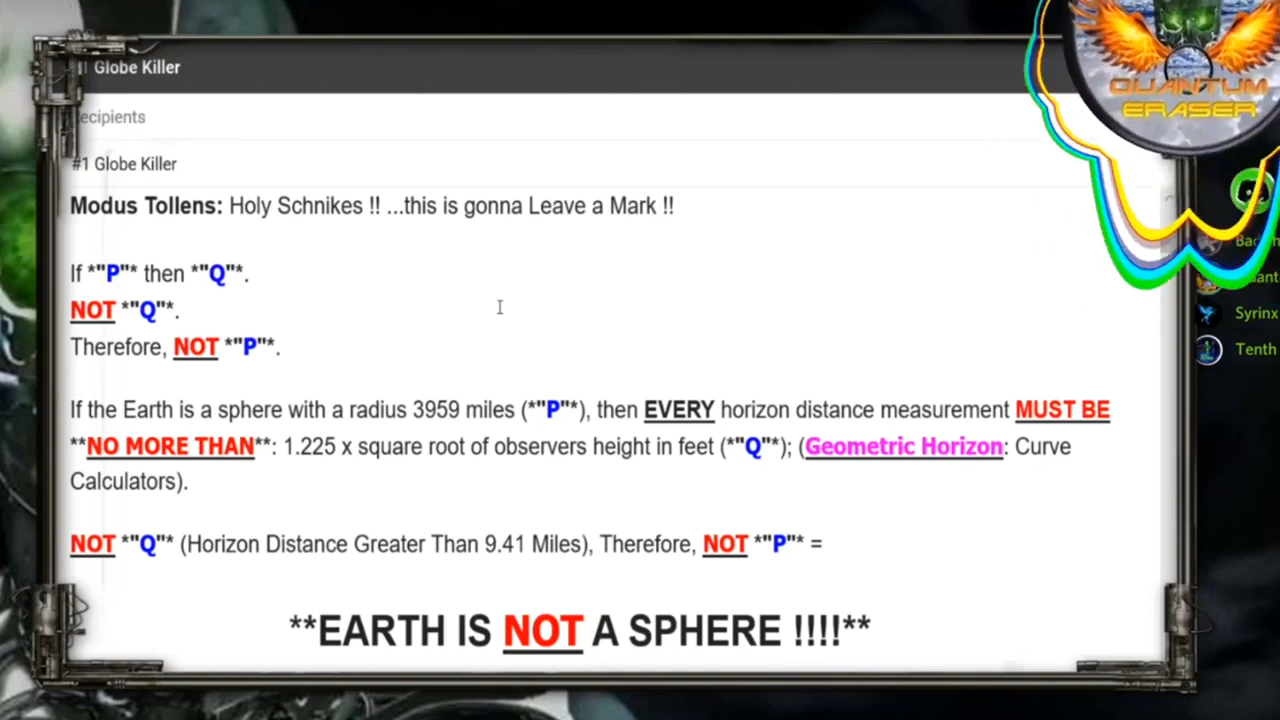 1 Globe Killer
ecipients
#1 Globe Killer
Modus Tollens: Holy Schnikes !! ...this is gonna Leave a Mark !!
If *"P"* then *"Q"*.
NOT *"Q"*.
Therefore, NOT *"P"*.
If the Earth is a sphere with a radius 3959 miles (*"P"*), then EVERY horizon distance measurement MUST BE
**NO MORE THAN**: 1.225 x square root of observers height in feet (*"Q"*); (Geometric Horizon: Curve
Calculators).
NOT *"Q"* (Horizon Distance Greater Than 9.41 Miles), Therefore, NOT *"P"* =
**EARTH IS NOT A SPHERE !!!!**
QUANTUM
ERASER
Syrinx
Tenth